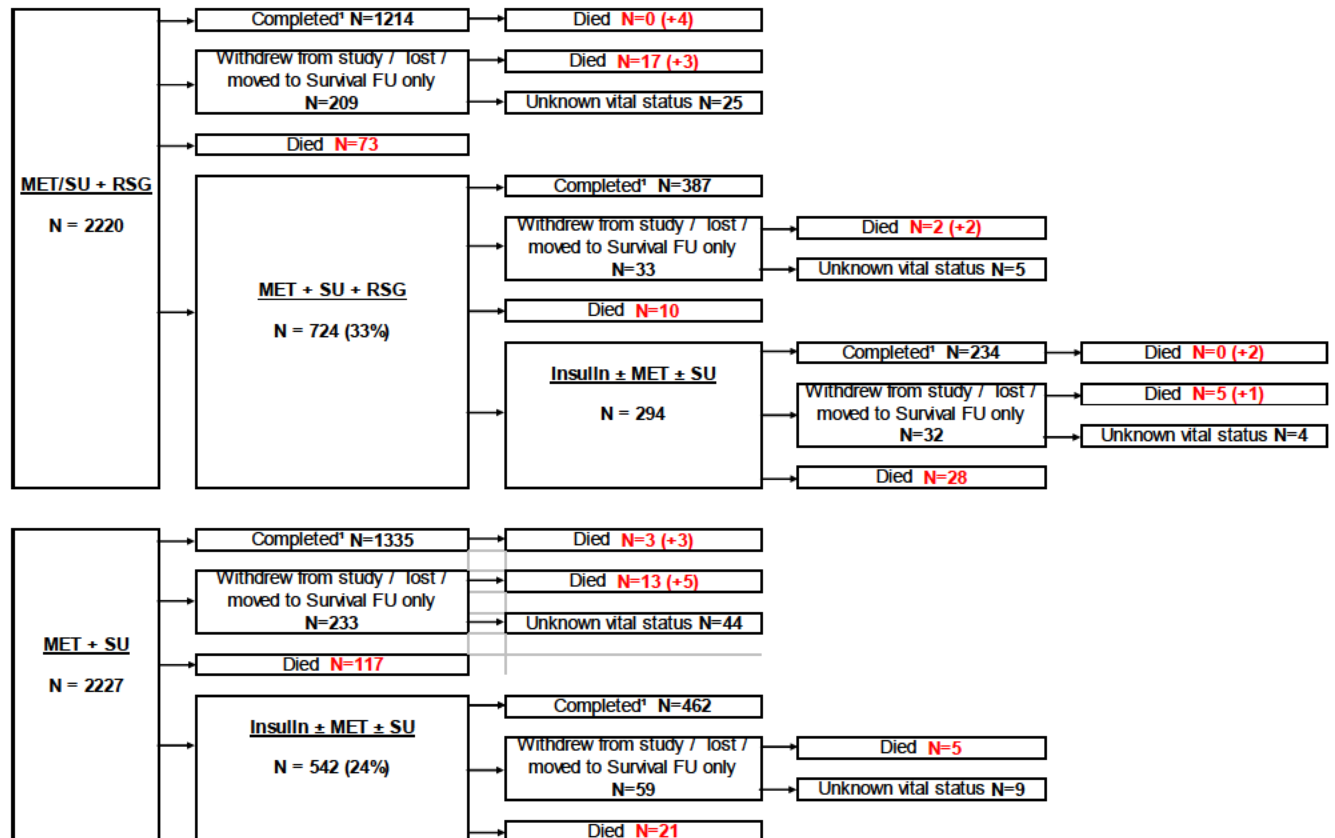 Completed¹ N=1214
Died N=0 (+4)
Withdrew from study / lost /
moved to Survival FU only
N=209
Died N=17 (+3)
Unknown vital status N=25
Died N=73
MET/SU + RSG
N = 2220
Completed¹ N=387
Withdrew from study / lost /
moved to Survival FU only
N=33
Died N=2 (+2)
Unknown vital status N=5
MET + SU + RSG
N = 724 (33%)
Died N=10
Insulin ± MET ± SU
N = 294
Completed¹ N=234
Died N=0 (+2)
Withdrew from study / lost /
moved to Survival FU only
N=32
Died N=5 (+1)
Unknown vital status N=4
Died N=28
Completed¹ N=1335
Died N=3 (+3)
Withdrew from study / lost /
moved to Survival FU only
N=233
Died N=13 (+5)
Unknown vital status N=44
MET + SU
N = 2227
Died N=117
Insulin ± MET ± SU
N = 542 (24%)
Completed¹ N=462
Withdrew from study / lost /
moved to Survival FU only
N=59
Died N=5
Unknown vital status N=9
Died N=21